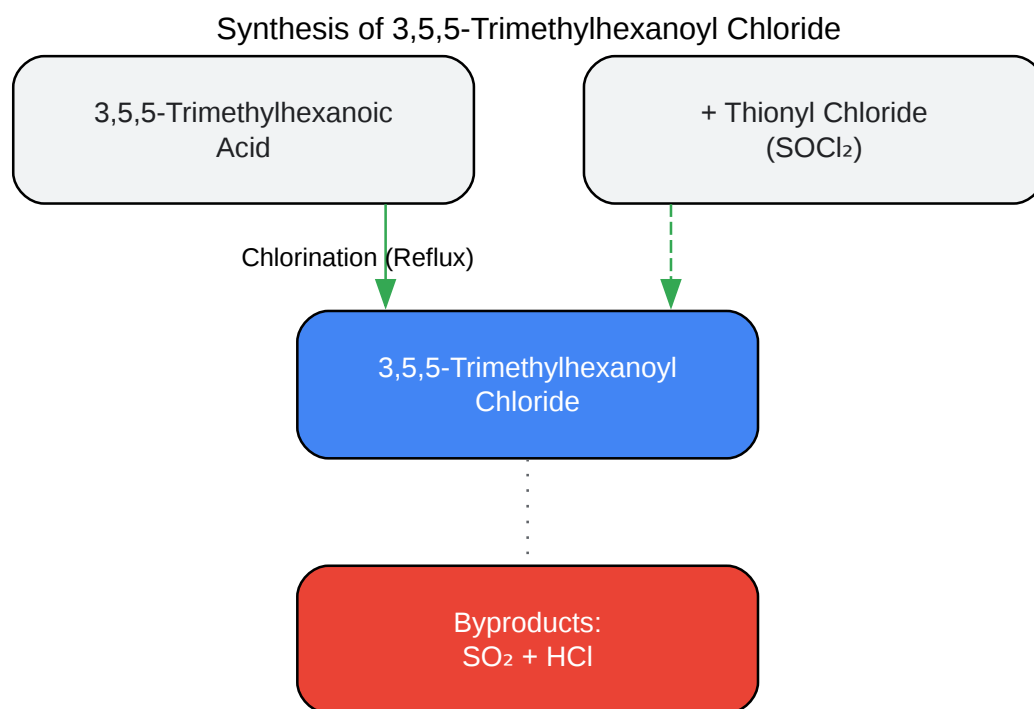 Synthesis of 3,5,5-Trimethylhexanoyl Chloride
3,5,5-Trimethylhexanoic
Acid
+ Thionyl Chloride
(SOCl₂)
Chlorination (Reflux)
3,5,5-Trimethylhexanoyl
Chloride
Byproducts:
SO₂ + HCl